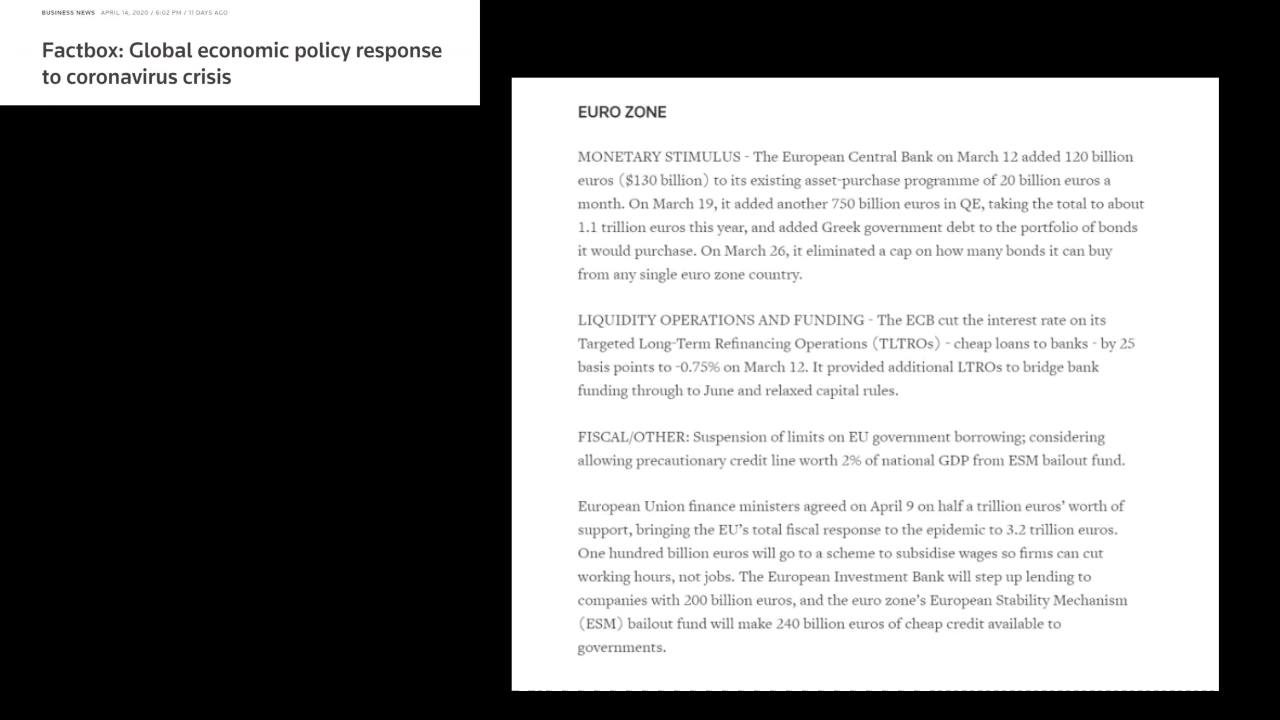 BUSINESS NEWS APRIL 14, 2020 / 6:02 PM / 11 DAYS AGO
Factbox: Global economic policy response
to coronavirus crisis
EURO ZONE
MONETARY STIMULUS - The European Central Bank on March 12 added 120 billion
euros ($130 billion) to its existing asset-purchase programme of 20 billion euros a
month. On March 19, it added another 750 billion euros in QE, taking the total to about
1.1 trillion euros this year, and added Greek government debt to the portfolio of bonds
it would purchase. On March 26, it eliminated a cap on how many bonds it can buy
from any single euro zone country.
LIQUIDITY OPERATIONS AND FUNDING - The ECB cut the interest rate on its
Targeted Long-Term Refinancing Operations (TLTROs) - cheap loans to banks - by 25
basis points to -0.75% on March 12. It provided additional LTROs to bridge bank
funding through to June and relaxed capital rules.
FISCAL/OTHER: Suspension of limits on EU government borrowing; considering
allowing precautionary credit line worth 2% of national GDP from ESM bailout fund.
European Union finance ministers agreed on April 9 on half a trillion euros’ worth of
support, bringing the EU’s total fiscal response to the epidemic to 3.2 trillion euros.
One hundred billion euros will go to a scheme to subsidise wages so firms can cut
working hours, not jobs. The European Investment Bank will step up lending to
companies with 200 billion euros, and the euro zone’s European Stability Mechanism
(ESM) bailout fund will make 240 billion euros of cheap credit available to
governments.